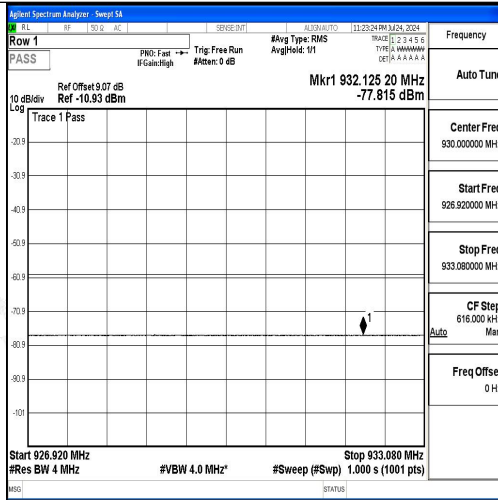 Agilent Spectrum Analyzer - Swept SA
RL RF 50 Ω AC SENSE:INT ALIGNAUTO 11:23:24 PM Jul 24, 2024
Row 1
PASS
PNO: Fast
IFGain:High
Trig: Free Run
#Atten: 0 dB
#Avg Type: RMS
Avg|Hold: 1/1
TRACE 1 2 3 4 5 6
TYPE A WWWWW
DET A A A A A A
Mkr1 932.125 20 MHz
-77.815 dBm
Ref Offset 9.07 dB
Ref -10.93 dBm
10 dB/div
Log
Trace 1 Pass
-20.9
-30.9
-40.9
-50.9
-60.9
-70.9
-80.9
-90.9
-101
1
Start 926.920 MHz
Stop 933.080 MHz
#Res BW 4 MHz
#VBW 4.0 MHz*
#Sweep (#Swp) 1.000 s (1001 pts)
MSG
STATUS
Frequency
Auto Tune
Center Freq
930.000000 MHz
Start Freq
926.920000 MHz
Stop Freq
933.080000 MHz
CF Step
616.000 kHz
Auto Man
Freq Offset
0 Hz